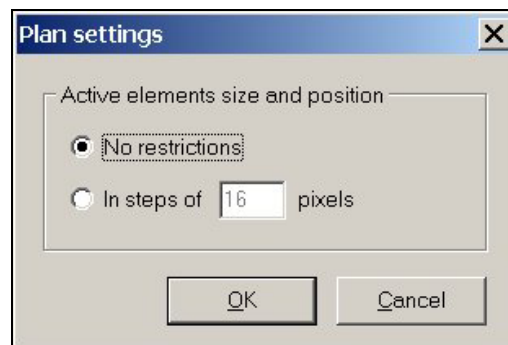 Plan settings
Active elements size and position
No restrictions
In steps of 16 pixels
OK Cancel